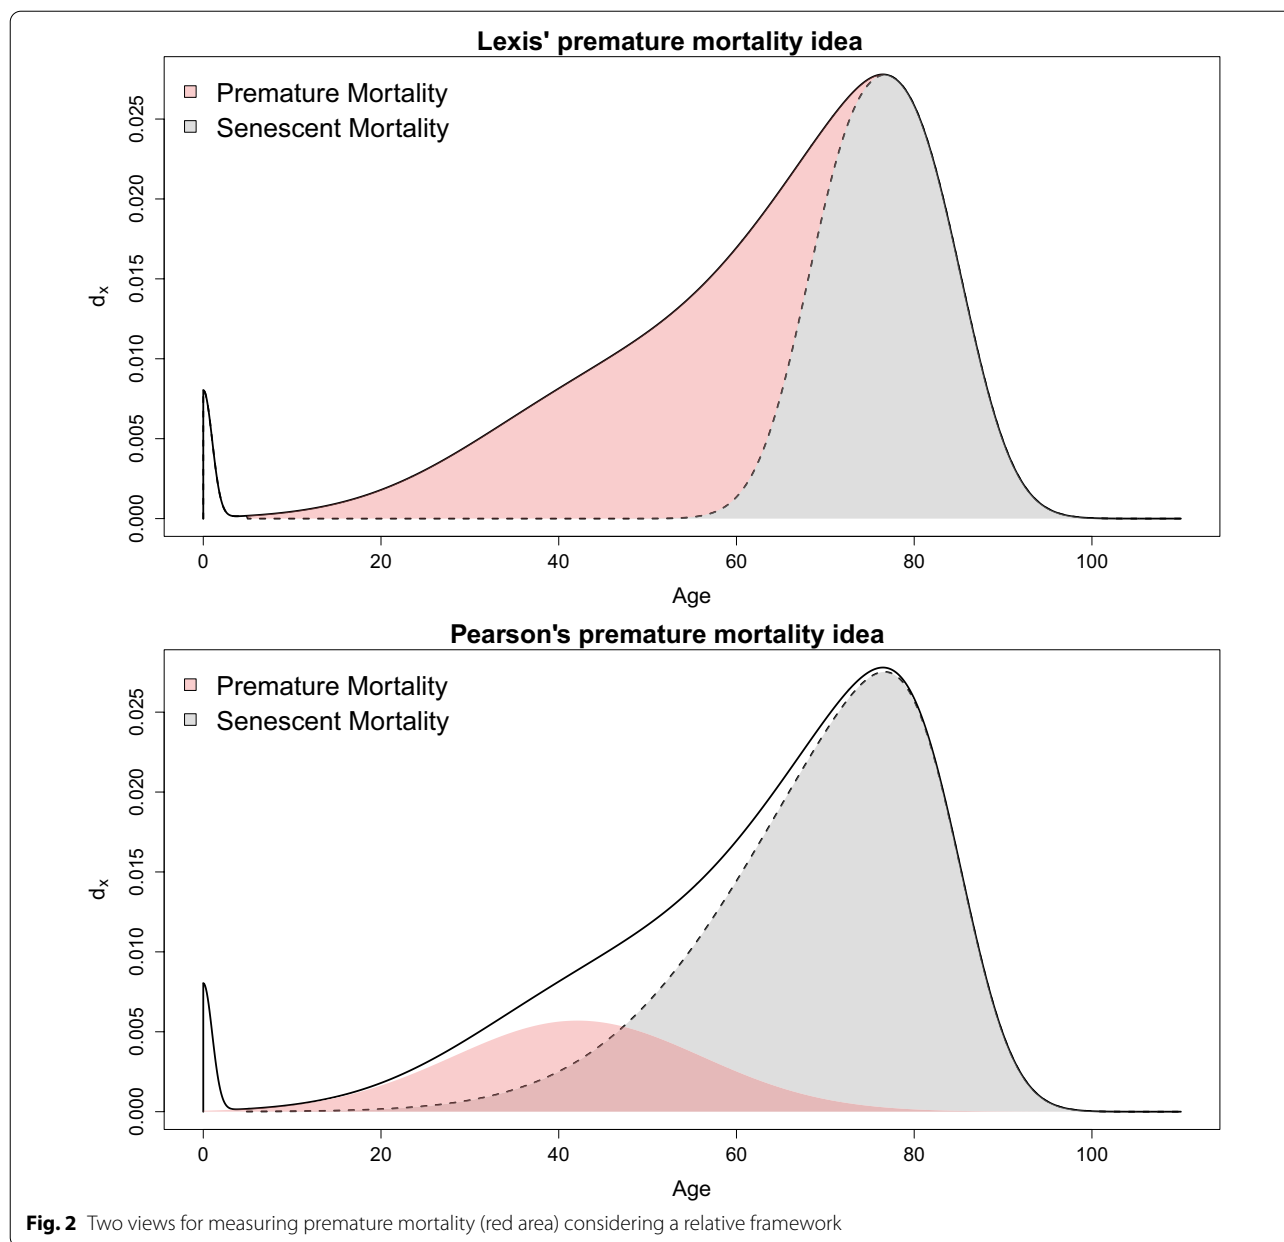 Lexis' premature mortality idea
Premature Mortality
Senescent Mortality
0.025
0.020
0.015
0.010
0.005
0.000
dx
0 20 40 60 80 100
Age
Pearson's premature mortality idea
Premature Mortality
Senescent Mortality
0.025
0.020
0.015
0.010
0.005
0.000
dx
0 20 40 60 80 100
Age
Fig. 2 Two views for measuring premature mortality (red area) considering a relative framework